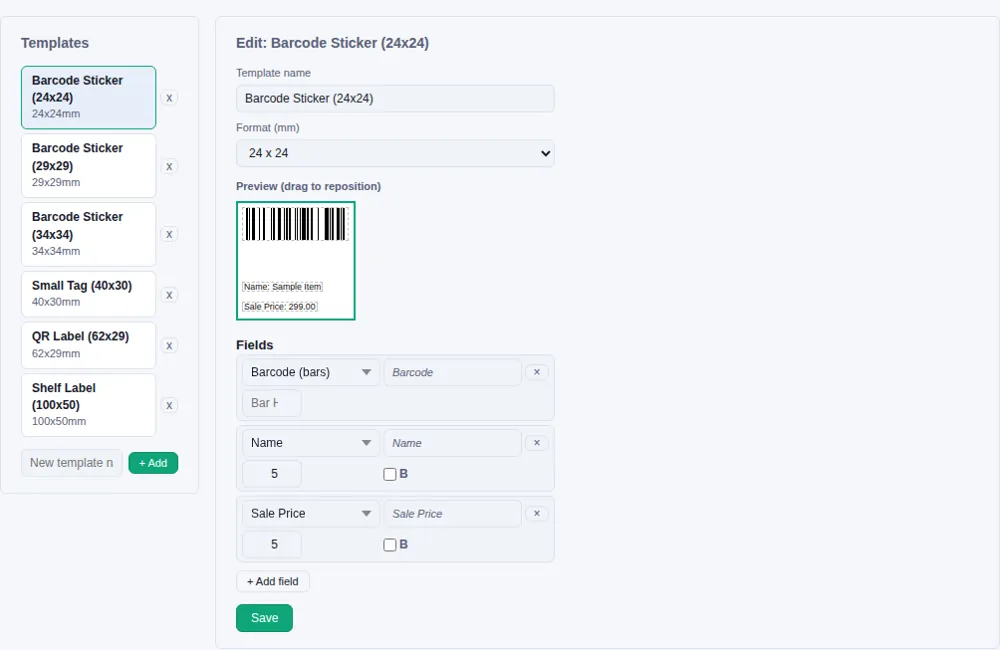 Templates
Barcode Sticker
(24x24)
24x24mm
x
Barcode Sticker
(29x29)
29x29mm
x
Barcode Sticker
(34x34)
34x34mm
x
Small Tag (40x30)
40x30mm
x
QR Label (62x29)
62x29mm
x
Shelf Label
(100x50)
100x50mm
x
New template n
+ Add
Edit: Barcode Sticker (24x24)
Template name
Barcode Sticker (24x24)
Format (mm)
24 x 24
Preview (drag to reposition)
Name: Sample Item
Sale Price: 299.00
Fields
Barcode (bars) Barcode ×
Bar H
Name Name ×
5 B
Sale Price Sale Price ×
5 B
+ Add field
Save